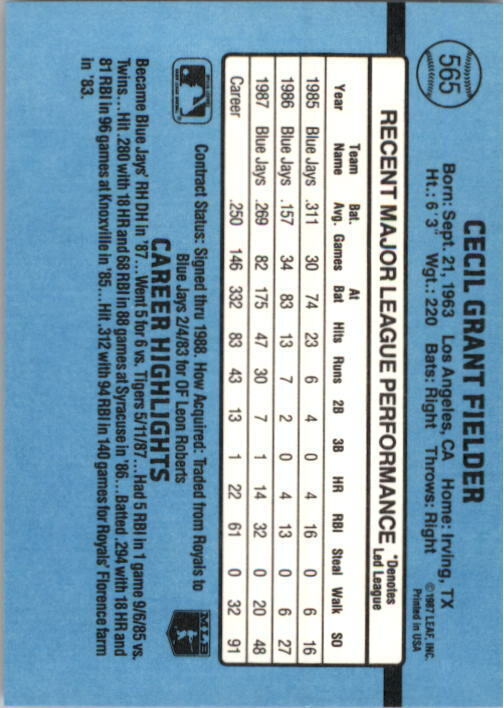 565
CECIL GRANT FIELDER
Born: Sept. 21, 1963 Los Angeles, CA Home: Irving, TX
Ht.: 6'3" Wgt.: 220 Bats: Right Throws: Right
©1987 LEAF, INC.
Printed in USA
RECENT MAJOR LEAGUE PERFORMANCE *Denotes Led League
Year Team Name Bat. Avg. Games At Bat Hits Runs 2B 3B HR RBI Steal Walk SO
1985 Blue Jays .311 30 74 23 6 4 0 4 16 0 6 16
1986 Blue Jays .157 34 83 13 7 2 0 4 13 0 6 27
1987 Blue Jays .269 82 175 47 30 7 1 14 32 0 20 48
Career .250 146 332 83 43 13 1 22 61 0 32 91
Contract Status: Signed thru 1988. How Acquired: Traded from Royals to
Blue Jays 2/4/83 for OF Leon Roberts
MLB
CAREER HIGHLIGHTS
Became Blue Jays' RH DH in '87...Went 5 for 6 vs. Tigers 5/11/87...Had 5 RBI in 1 game 9/6/85 vs.
Twins...Hit .280 with 18 HR and 68 RBI in 88 games at Syracuse in '86...Batted .294 with 18 HR and
81 RBI in 96 games at Knoxville in '85...Hit .312 with 94 RBI in 140 games for Royals' Florence farm
in '83.